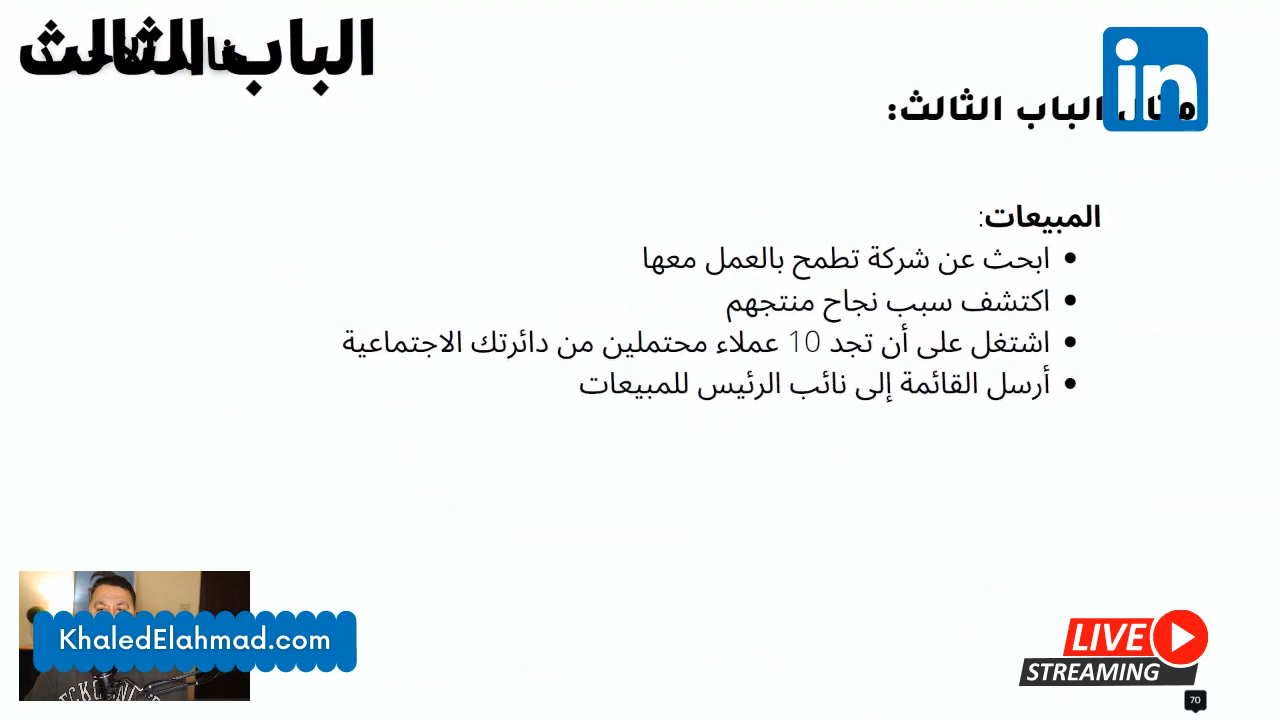 الباب الثالث
in
مثال الباب الثالث:
المبيعات:
• ابحث عن شركة تطمح بالعمل معها
• اكتشف سبب نجاح منتجهم
• اشتغل على أن تجد 10 عملاء محتملين من دائرتك الاجتماعية
• أرسل القائمة إلى نائب الرئيس للمبيعات
KhaledElahmad.com
LIVE
STREAMING
70